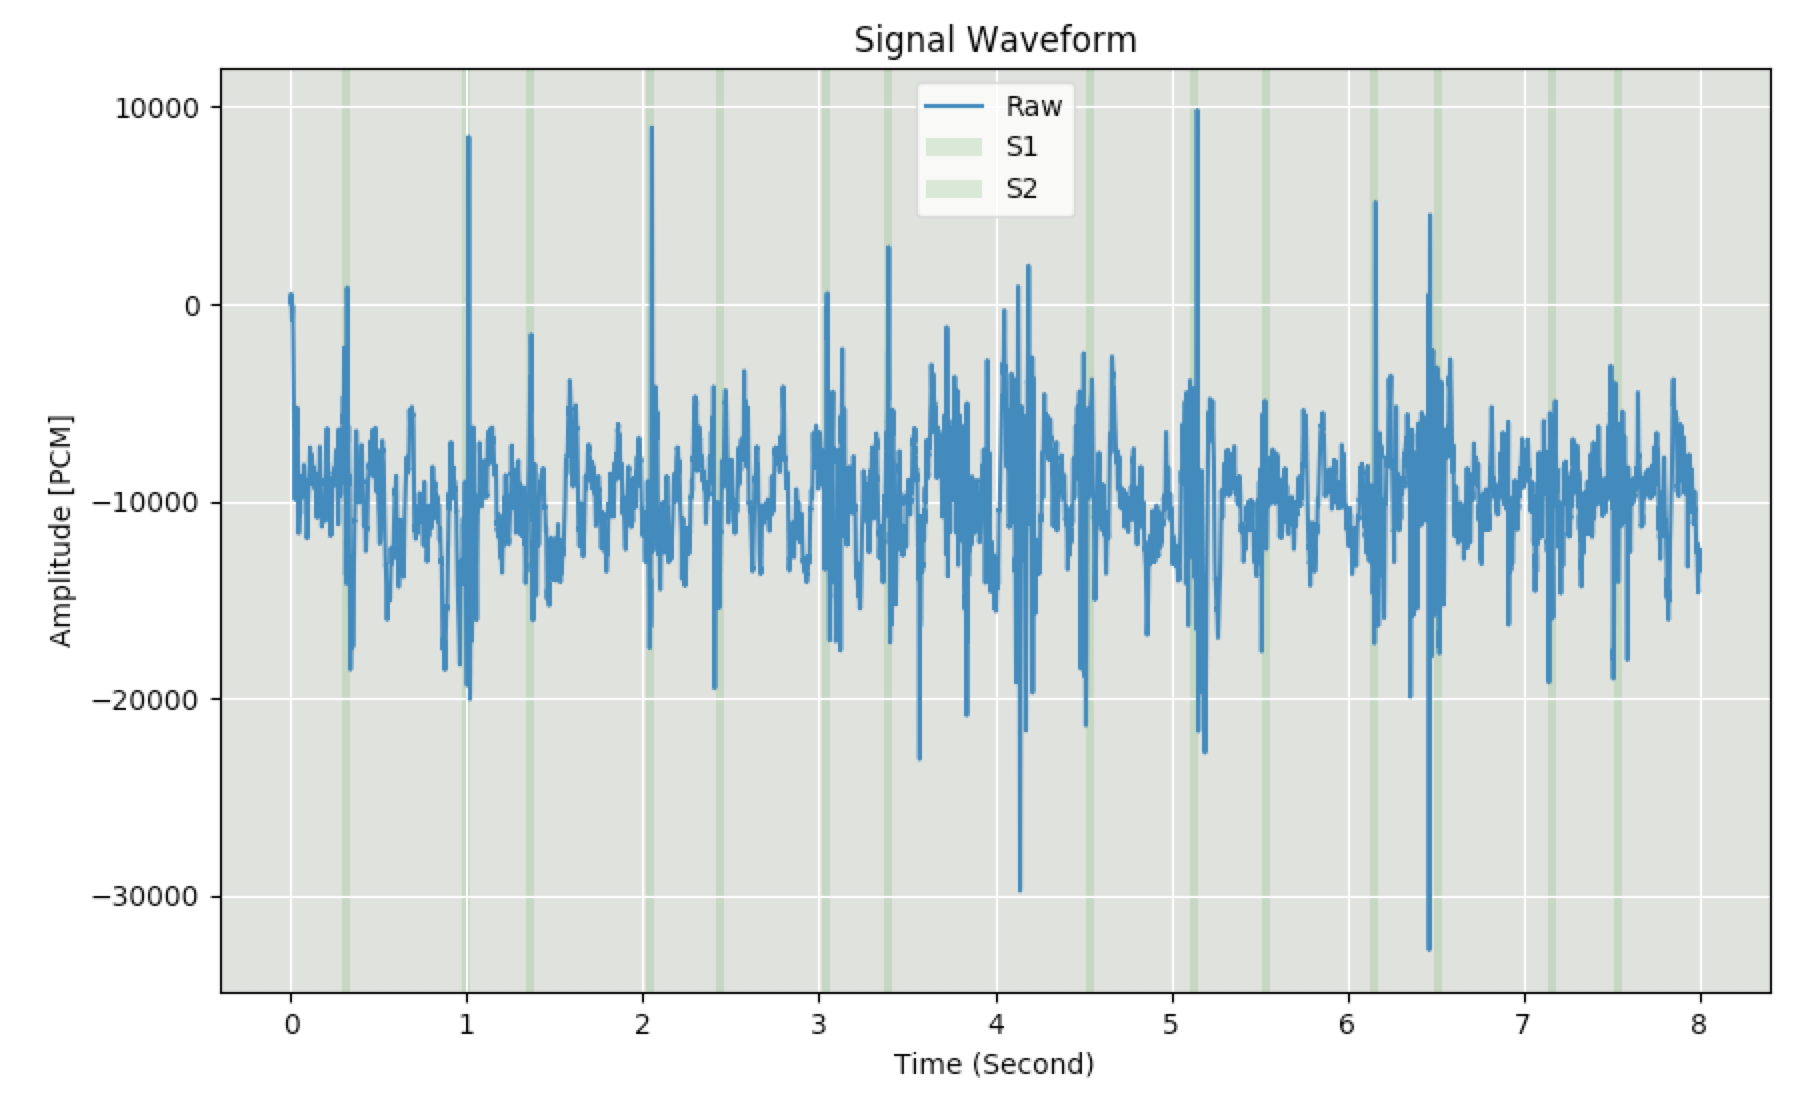 Signal Waveform
10000
0
−10000
−20000
−30000
Amplitude [PCM]
Raw
S1
S2
0 1 2 3 4 5 6 7 8
Time (Second)